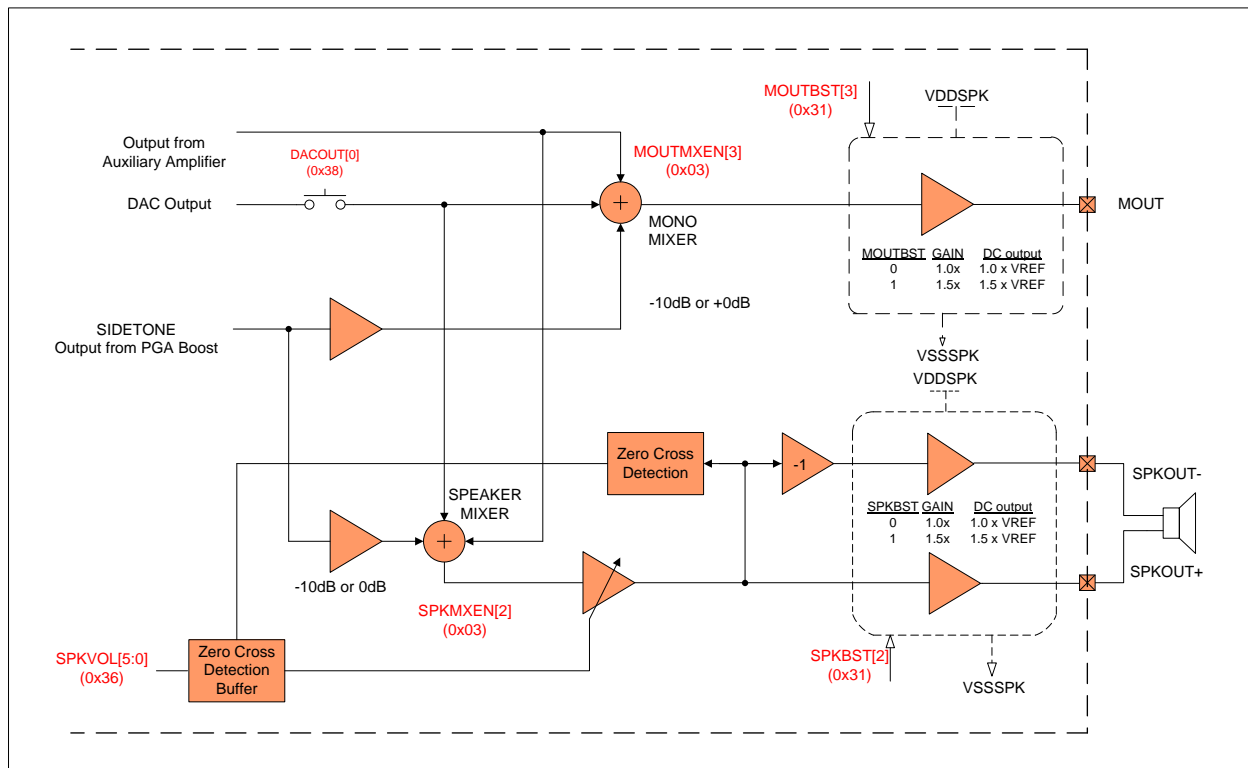 MOUTBST[3]
(0x31)
VDDSPK
Output from
Auxiliary Amplifier
DACOUT[0]
(0x38)
MOUTMXEN[3]
(0x03)
DAC Output
+
MONO
MIXER
MOUT
MOUTBST GAIN DC output
0 1.0x 1.0 x VREF
1 1.5x 1.5 x VREF
-10dB or +0dB
SIDETONE
Output from PGA Boost
VSSSPK
VDDSPK
Zero Cross
Detection
-1
SPKOUT-
SPEAKER
MIXER
+
SPKBST GAIN DC output
0 1.0x 1.0 x VREF
1 1.5x 1.5 x VREF
-10dB or 0dB
SPKOUT+
SPKMXEN[2]
(0x03)
SPKVOL[5:0]
(0x36)
Zero Cross
Detection
Buffer
SPKBST[2]
(0x31)
VSSSPK